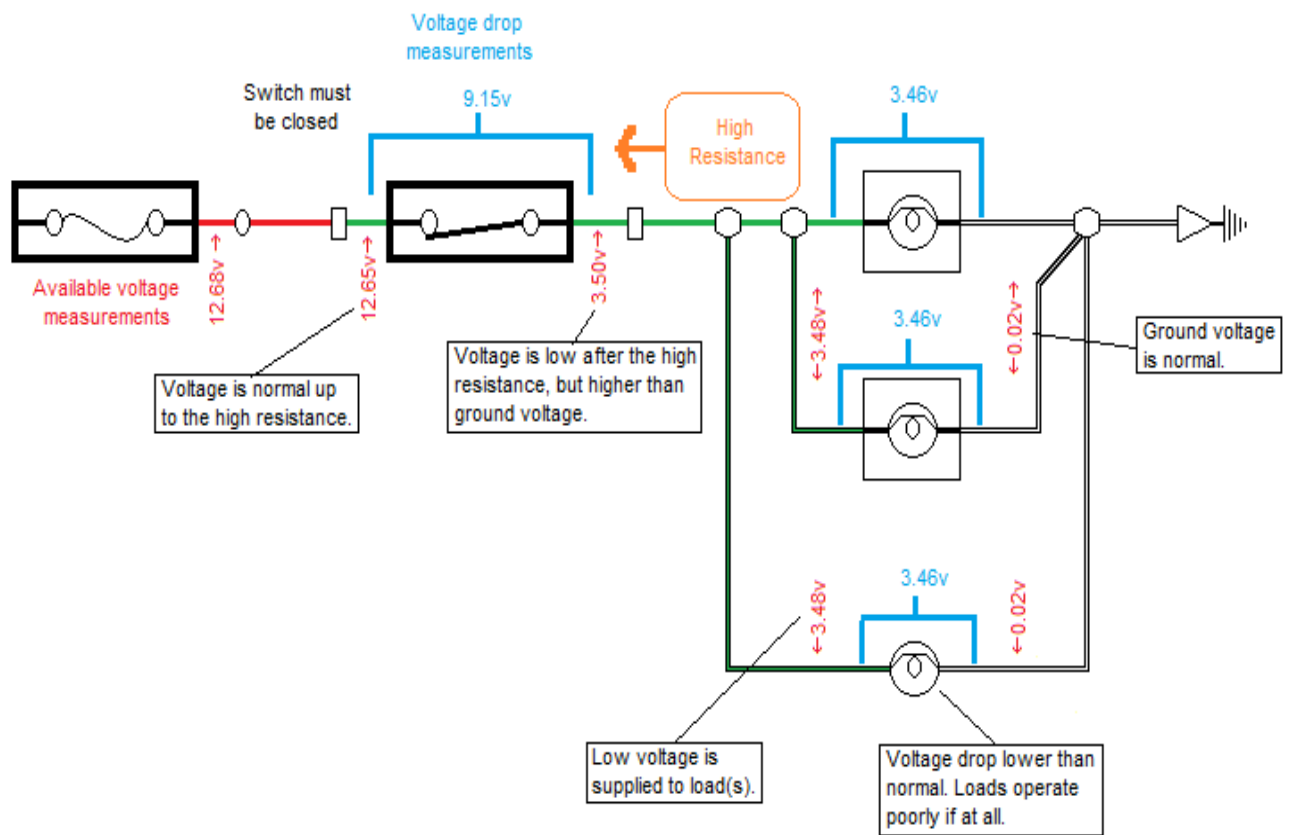 Voltage drop
measurements
Switch must
be closed
9.15v
High
Resistance
3.46v
Available voltage
measurements
12.68v→
12.65v→
3.50v→
←3.48v→
3.46v
←0.02v→
Ground voltage
is normal.
Voltage is normal up
to the high resistance.
Voltage is low after the high
resistance, but higher than
ground voltage.
←3.48v
3.46v
←0.02v
Low voltage is
supplied to load(s).
Voltage drop lower than
normal. Loads operate
poorly if at all.